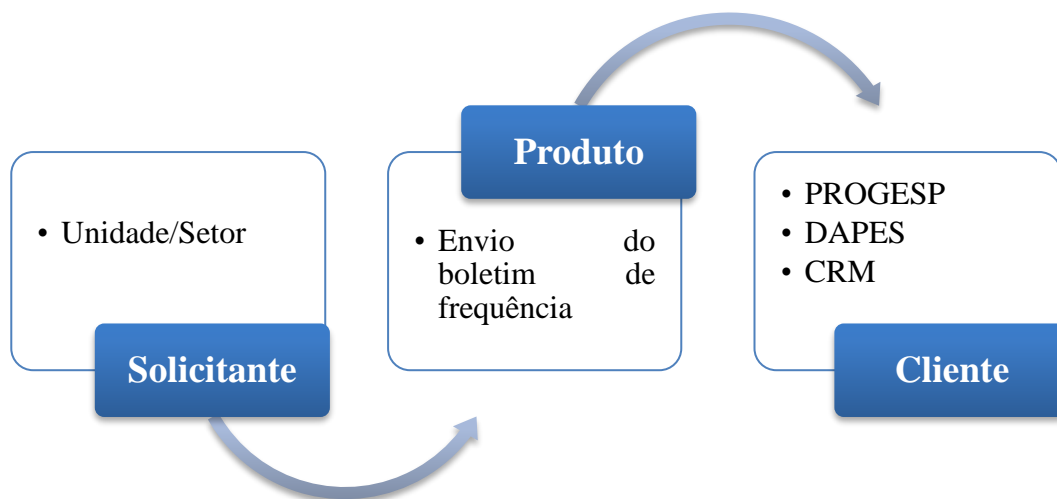 • Unidade/Setor
Solicitante
Produto
• Envio do
boletim de
frequência
• PROGESP
• DAPES
• CRM
Cliente